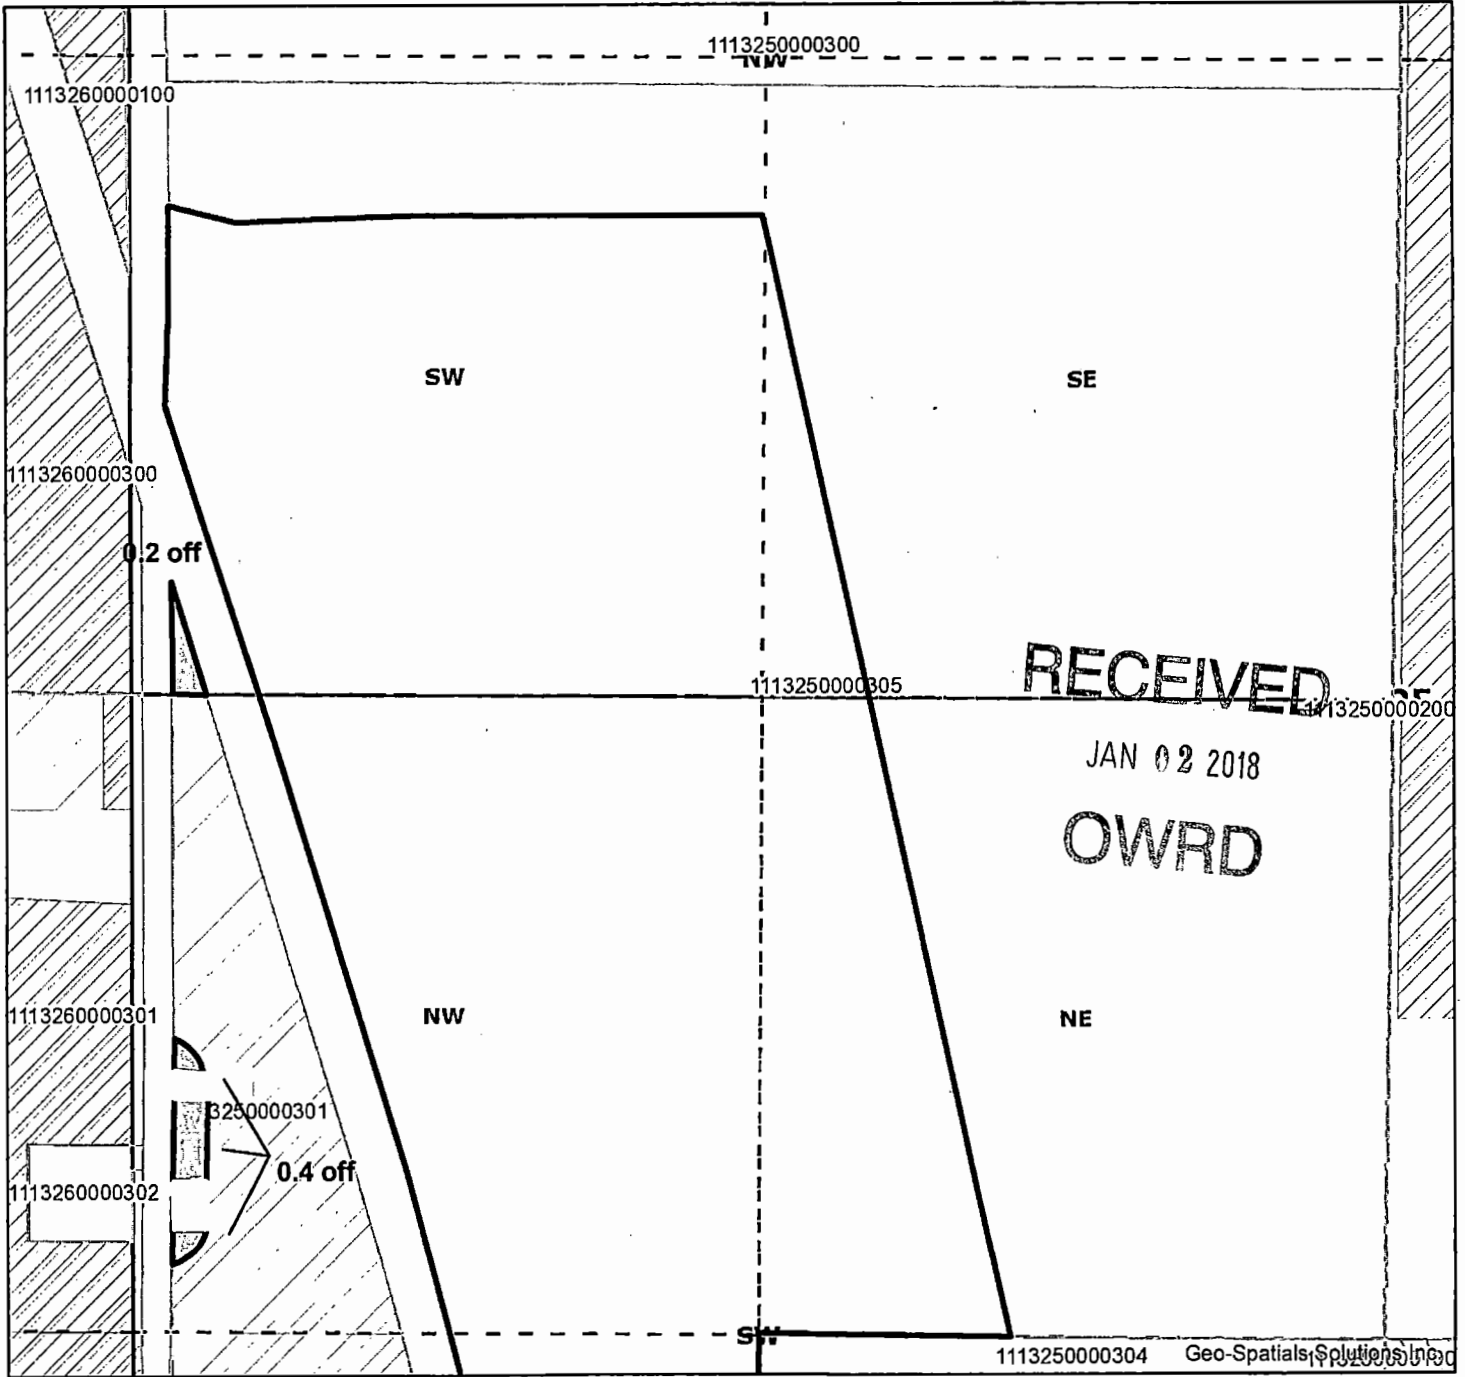 1113250000300
NW
1113260000100
SW
SE
1113260000300
0.2 off
1113250000305
RECEIVED
1113250000200
JAN 02 2018
OWRD
1113260000301
NW
NE
3250000301
0.4 off
1113260000302
SW
1113250000304
Geo-Spatials Solutions Inc.